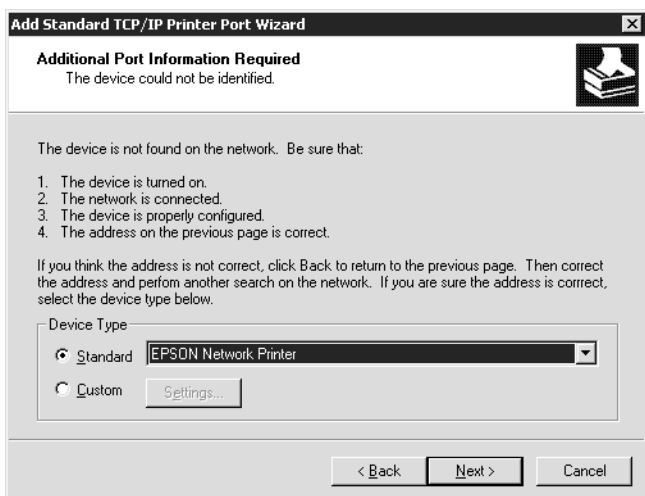 Add Standard TCP/IP Printer Port Wizard
Additional Port Information Required
The device could not be identified.
The device is not found on the network. Be sure that:
1. The device is turned on.
2. The network is connected.
3. The device is properly configured.
4. The address on the previous page is correct.
If you think the address is not correct, click Back to return to the previous page. Then correct
the address and perfom another search on the network. If you are sure the address is corrrect,
select the device type below.
Device Type
Standard EPSON Network Printer
Custom Settings...
< Back Next > Cancel